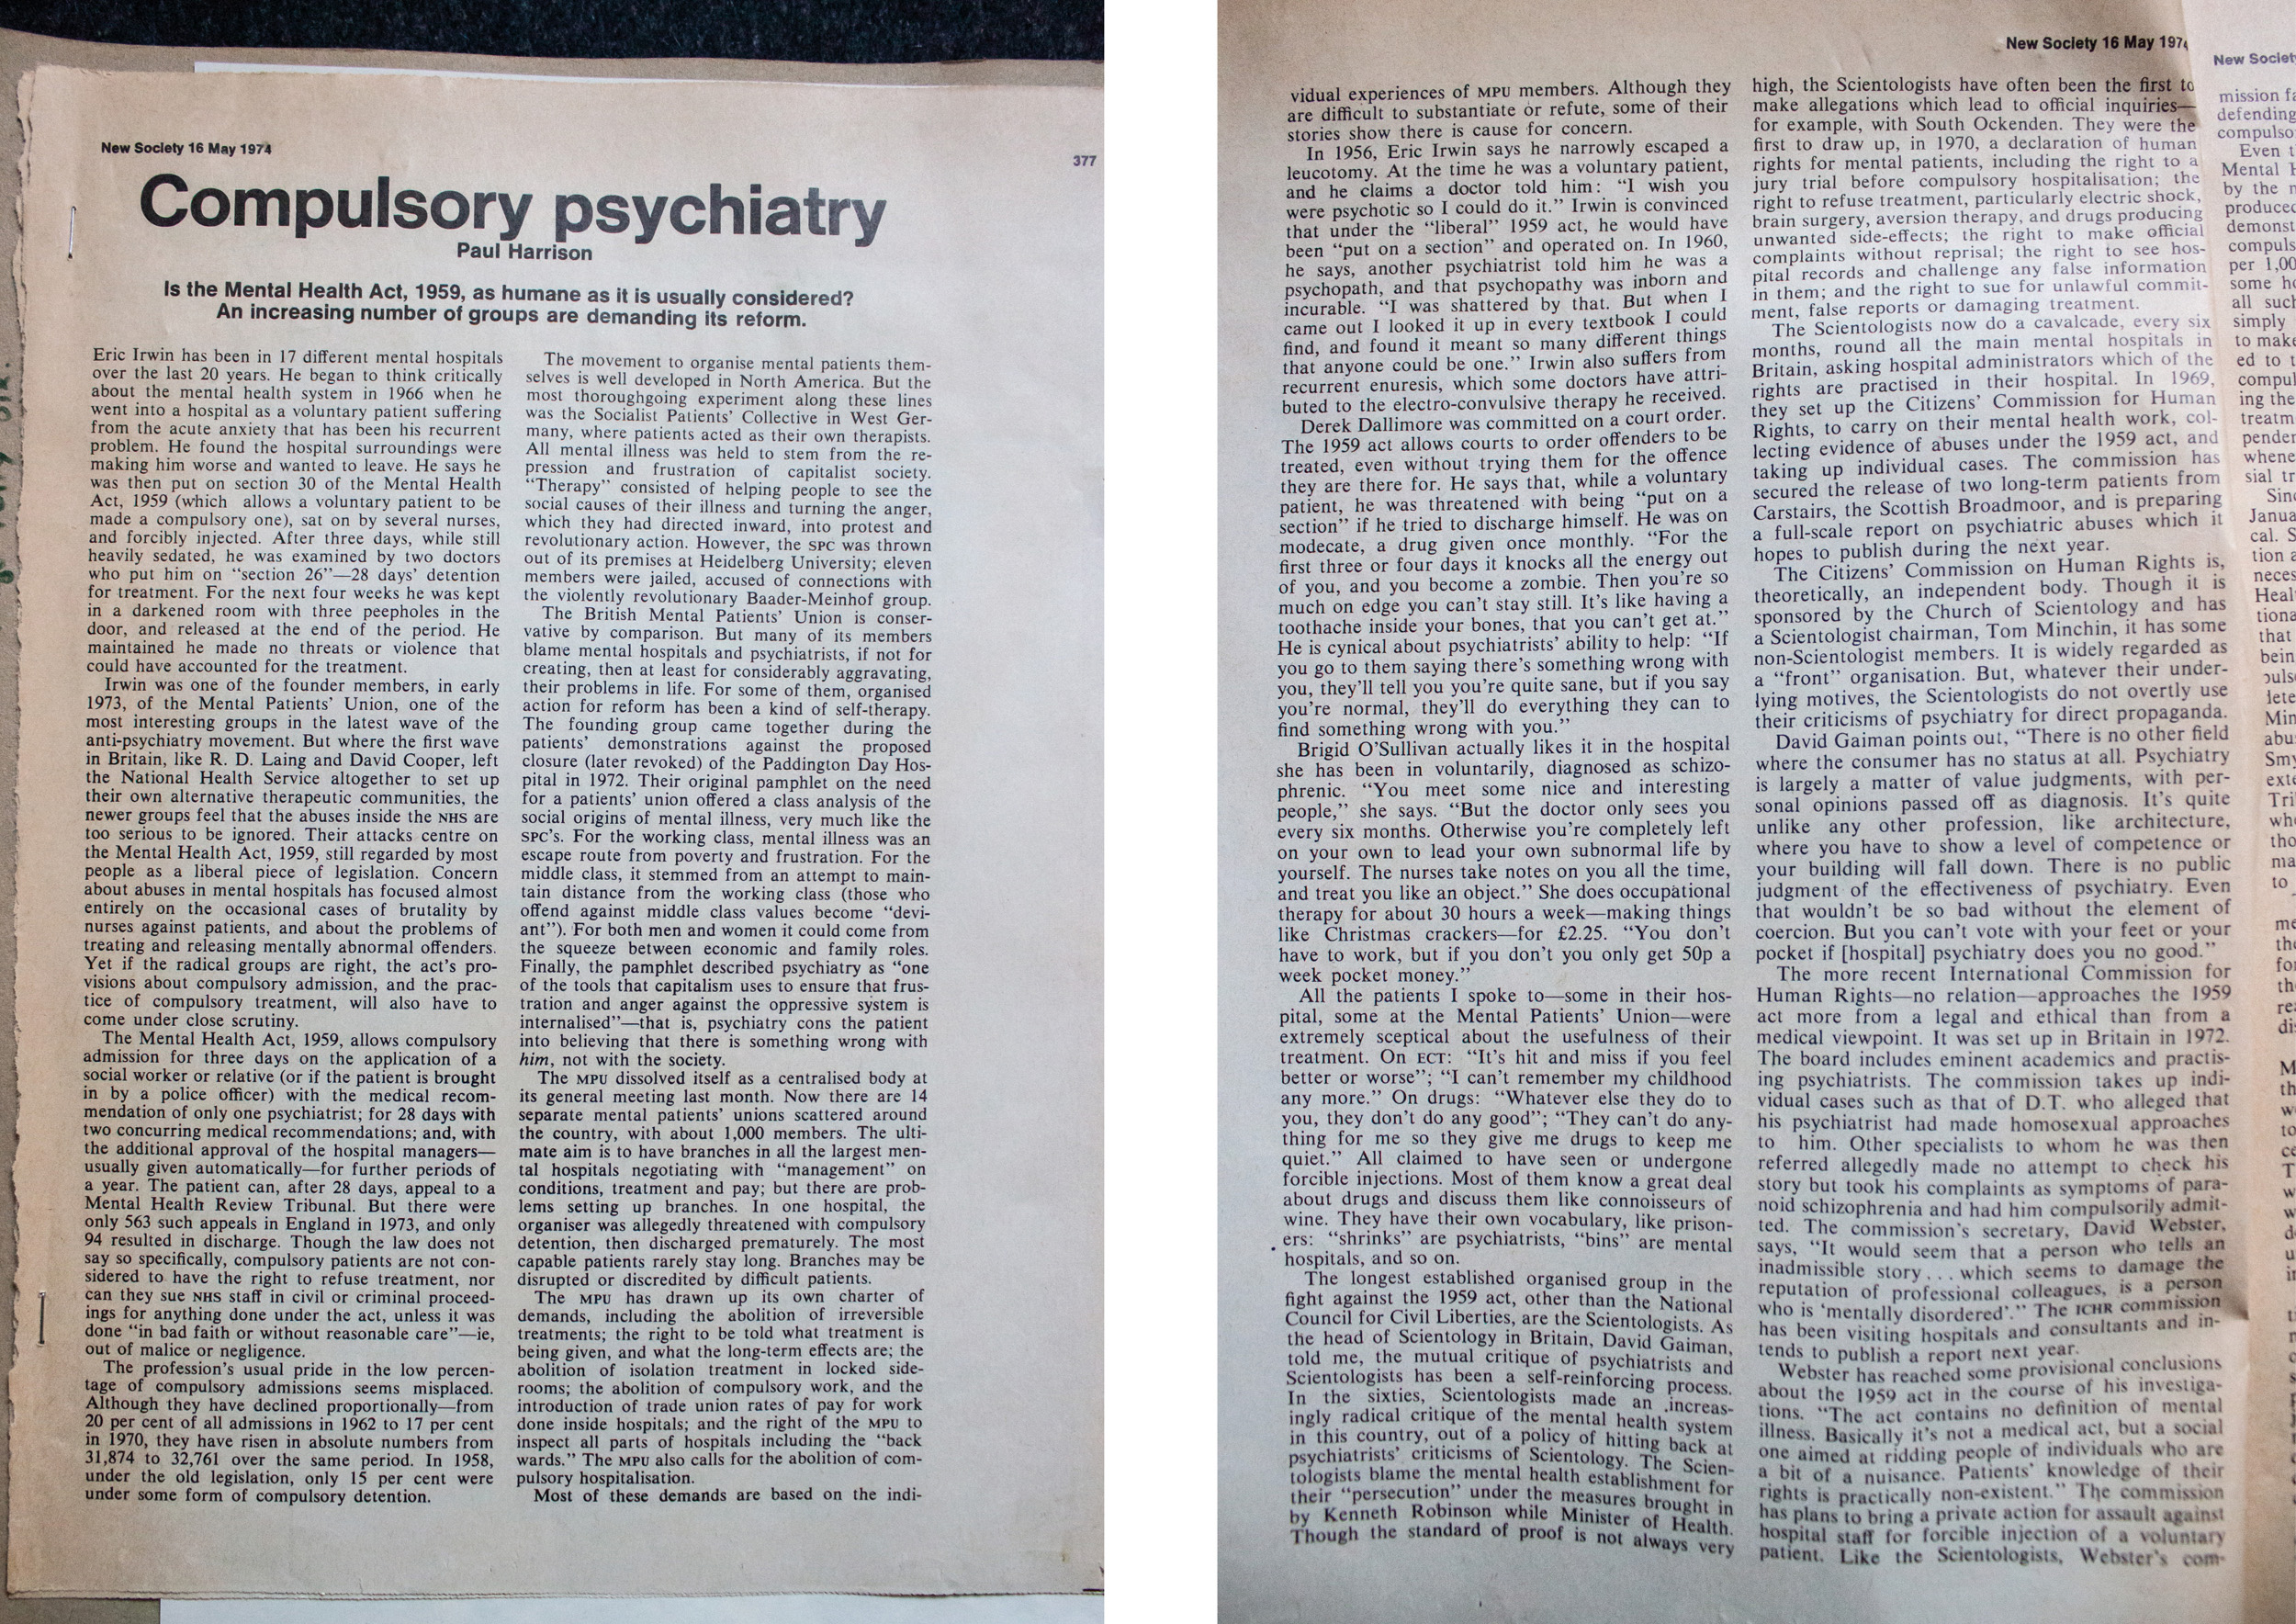 New Society 16 May 1974
377
Compulsory psychiatry
Paul Harrison
Is the Mental Health Act, 1959, as humane as it is usually considered?
An increasing number of groups are demanding its reform.
Eric Irwin has been in 17 different mental hospitals
over the last 20 years. He began to think critically
about the mental health system in 1966 when he
went into a hospital as a voluntary patient suffering
from the acute anxiety that has been his recurrent
problem. He found the hospital surroundings were
making him worse and wanted to leave. He says he
was then put on section 30 of the Mental Health
Act, 1959 (which allows a voluntary patient to be
made a compulsory one), sat on by several nurses,
and forcibly injected. After three days, while still
heavily sedated, he was examined by two doctors
who put him on “section 26”—28 days’ detention
for treatment. For the next four weeks he was kept
in a darkened room with three peepholes in the
door, and released at the end of the period. He
maintained he made no threats or violence that
could have accounted for the treatment.
Irwin was one of the founder members, in early
1973, of the Mental Patients’ Union, one of the
most interesting groups in the latest wave of the
anti-psychiatry movement. But where the first wave
in Britain, like R. D. Laing and David Cooper, left
the National Health Service altogether to set up
their own alternative therapeutic communities, the
newer groups feel that the abuses inside the NHS are
too serious to be ignored. Their attacks centre on
the Mental Health Act, 1959, still regarded by most
people as a liberal piece of legislation. Concern
about abuses in mental hospitals has focused almost
entirely on the occasional cases of brutality by
nurses against patients, and about the problems of
treating and releasing mentally abnormal offenders.
Yet if the radical groups are right, the act’s pro-
visions about compulsory admission, and the prac-
tice of compulsory treatment, will also have to
come under close scrutiny.
The Mental Health Act, 1959, allows compulsory
admission for three days on the application of a
social worker or relative (or if the patient is brought
in by a police officer) with the medical recom-
mendation of only one psychiatrist; for 28 days with
two concurring medical recommendations; and, with
the additional approval of the hospital managers—
usually given automatically—for further periods of
a year. The patient can, after 28 days, appeal to a
Mental Health Review Tribunal. But there were
only 563 such appeals in England in 1973, and only
94 resulted in discharge. Though the law does not
say so specifically, compulsory patients are not con-
sidered to have the right to refuse treatment, nor
can they sue NHS staff in civil or criminal proceed-
ings for anything done under the act, unless it was
done “in bad faith or without reasonable care”—ie,
out of malice or negligence.
The profession’s usual pride in the low percen-
tage of compulsory admissions seems misplaced.
Although they have declined proportionally—from
20 per cent of all admissions in 1962 to 17 per cent
in 1970, they have risen in absolute numbers from
31,874 to 32,761 over the same period. In 1958,
under the old legislation, only 15 per cent were
under some form of compulsory detention.
The movement to organise mental patients them-
selves is well developed in North America. But the
most thoroughgoing experiment along these lines
was the Socialist Patients’ Collective in West Ger-
many, where patients acted as their own therapists.
All mental illness was held to stem from the re-
pression and frustration of capitalist society.
“Therapy” consisted of helping people to see the
social causes of their illness and turning the anger,
which they had directed inward, into protest and
revolutionary action. However, the SPC was thrown
out of its premises at Heidelberg University; eleven
members were jailed, accused of connections with
the violently revolutionary Baader-Meinhof group.
The British Mental Patients’ Union is conser-
vative by comparison. But many of its members
blame mental hospitals and psychiatrists, if not for
creating, then at least for considerably aggravating,
their problems in life. For some of them, organised
action for reform has been a kind of self-therapy.
The founding group came together during the
patients’ demonstrations against the proposed
closure (later revoked) of the Paddington Day Hos-
pital in 1972. Their original pamphlet on the need
for a patients’ union offered a class analysis of the
social origins of mental illness, very much like the
SPC’s. For the working class, mental illness was an
escape route from poverty and frustration. For the
middle class, it stemmed from an attempt to main-
tain distance from the working class (those who
offend against middle class values become “devi-
ant”). For both men and women it could come from
the squeeze between economic and family roles.
Finally, the pamphlet described psychiatry as “one
of the tools that capitalism uses to ensure that frus-
tration and anger against the oppressive system is
internalised”—that is, psychiatry cons the patient
into believing that there is something wrong with
him, not with the society.
The MPU dissolved itself as a centralised body at
its general meeting last month. Now there are 14
separate mental patients’ unions scattered around
the country, with about 1,000 members. The ulti-
mate aim is to have branches in all the largest men-
tal hospitals negotiating with “management” on
conditions, treatment and pay; but there are prob-
lems setting up branches. In one hospital, the
organiser was allegedly threatened with compulsory
detention, then discharged prematurely. The most
capable patients rarely stay long. Branches may be
disrupted or discredited by difficult patients.
The MPU has drawn up its own charter of
demands, including the abolition of irreversible
treatments; the right to be told what treatment is
being given, and what the long-term effects are; the
abolition of isolation treatment in locked side-
rooms; the abolition of compulsory work, and the
introduction of trade union rates of pay for work
done inside hospitals; and the right of the MPU to
inspect all parts of hospitals including the “back
wards.” The MPU also calls for the abolition of com-
pulsory hospitalisation.
Most of these demands are based on the indi-
New Society 16 May 1974
vidual experiences of MPU members. Although they
are difficult to substantiate or refute, some of their
stories show there is cause for concern.
In 1956, Eric Irwin says he narrowly escaped a
leucotomy. At the time he was a voluntary patient,
and he claims a doctor told him: “I wish you
were psychotic so I could do it.” Irwin is convinced
that under the “liberal” 1959 act, he would have
been “put on a section” and operated on. In 1960,
he says, another psychiatrist told him he was a
psychopath, and that psychopathy was inborn and
incurable. “I was shattered by that. But when I
came out I looked it up in every textbook I could
find, and found it meant so many different things
that anyone could be one.” Irwin also suffers from
recurrent enuresis, which some doctors have attri-
buted to the electro-convulsive therapy he received.
Derek Dallimore was committed on a court order.
The 1959 act allows courts to order offenders to be
treated, even without trying them for the offence
they are there for. He says that, while a voluntary
patient, he was threatened with being “put on a
section” if he tried to discharge himself. He was on
modecate, a drug given once monthly. “For the
first three or four days it knocks all the energy out
of you, and you become a zombie. Then you’re so
much on edge you can’t stay still. It’s like having a
toothache inside your bones, that you can’t get at.”
He is cynical about psychiatrists’ ability to help: “If
you go to them saying there’s something wrong with
you, they’ll tell you you’re quite sane, but if you say
you’re normal, they’ll do everything they can to
find something wrong with you.”
Brigid O’Sullivan actually likes it in the hospital
she has been in voluntarily, diagnosed as schizo-
phrenic. “You meet some nice and interesting
people,” she says. “But the doctor only sees you
every six months. Otherwise you’re completely left
on your own to lead your own subnormal life by
yourself. The nurses take notes on you all the time,
and treat you like an object.” She does occupational
therapy for about 30 hours a week—making things
like Christmas crackers—for £2.25. “You don’t
have to work, but if you don’t you only get 50p a
week pocket money.”
All the patients I spoke to—some in their hos-
pital, some at the Mental Patients’ Union—were
extremely sceptical about the usefulness of their
treatment. On ECT: “It’s hit and miss if you feel
better or worse”; “I can’t remember my childhood
any more.” On drugs: “Whatever else they do to
you, they don’t do any good”; “They can’t do any-
thing for me so they give me drugs to keep me
quiet.” All claimed to have seen or undergone
forcible injections. Most of them know a great deal
about drugs and discuss them like connoisseurs of
wine. They have their own vocabulary, like prison-
ers: “shrinks” are psychiatrists, “bins” are mental
hospitals, and so on.
The longest established organised group in the
fight against the 1959 act, other than the National
Council for Civil Liberties, are the Scientologists. As
the head of Scientology in Britain, David Gaiman,
told me, the mutual critique of psychiatrists and
Scientologists has been a self-reinforcing process.
In the sixties, Scientologists made an increas-
ingly radical critique of the mental health system
in this country, out of a policy of hitting back at
psychiatrists’ criticisms of Scientology. The Scien-
tologists blame the mental health establishment for
their “persecution” under the measures brought in
by Kenneth Robinson while Minister of Health.
Though the standard of proof is not always very
high, the Scientologists have often been the first to
make allegations which lead to official inquiries—
for example, with South Ockenden. They were the
first to draw up, in 1970, a declaration of human
rights for mental patients, including the right to a
jury trial before compulsory hospitalisation; the
right to refuse treatment, particularly electric shock,
brain surgery, aversion therapy, and drugs producing
unwanted side-effects; the right to make official
complaints without reprisal; the right to see hos-
pital records and challenge any false information
in them; and the right to sue for unlawful commit-
ment, false reports or damaging treatment.
The Scientologists now do a cavalcade, every six
months, round all the main mental hospitals in
Britain, asking hospital administrators which of the
rights are practised in their hospital. In 1969,
they set up the Citizens’ Commission for Human
Rights, to carry on their mental health work, col-
lecting evidence of abuses under the 1959 act, and
taking up individual cases. The commission has
secured the release of two long-term patients from
Carstairs, the Scottish Broadmoor, and is preparing
a full-scale report on psychiatric abuses which it
hopes to publish during the next year.
The Citizens’ Commission on Human Rights is,
theoretically, an independent body. Though it is
sponsored by the Church of Scientology and has
a Scientologist chairman, Tom Minchin, it has some
non-Scientologist members. It is widely regarded as
a “front” organisation. But, whatever their under-
lying motives, the Scientologists do not overtly use
their criticisms of psychiatry for direct propaganda.
David Gaiman points out, “There is no other field
where the consumer has no status at all. Psychiatry
is largely a matter of value judgments, with per-
sonal opinions passed off as diagnosis. It’s quite
unlike any other profession, like architecture,
where you have to show a level of competence or
your building will fall down. There is no public
judgment of the effectiveness of psychiatry. Even
that wouldn’t be so bad without the element of
coercion. But you can’t vote with your feet or your
pocket if [hospital] psychiatry does you no good.”
The more recent International Commission for
Human Rights—no relation—approaches the 1959
act more from a legal and ethical than from a
medical viewpoint. It was set up in Britain in 1972.
The board includes eminent academics and practis-
ing psychiatrists. The commission takes up indi-
vidual cases such as that of D.T. who alleged that
his psychiatrist had made homosexual approaches
to him. Other specialists to whom he was then
referred allegedly made no attempt to check his
story but took his complaints as symptoms of para-
noid schizophrenia and had him compulsorily admit-
ted. The commission’s secretary, David Webster,
says, “It would seem that a person who tells an
inadmissible story . . . which seems to damage the
reputation of professional colleagues, is a person
who is ‘mentally disordered’.” The ICHR commission
has been visiting hospitals and consultants and in-
tends to publish a report next year.
Webster has reached some provisional conclusions
about the 1959 act in the course of his investiga-
tions. “The act contains no definition of mental
illness. Basically it’s not a medical act, but a social
one aimed at ridding people of individuals who are
a bit of a nuisance. Patients’ knowledge of their
rights is practically non-existent.” The commission
has plans to bring a private action for assault against
hospital staff for forcible injection of a voluntary
patient. Like the Scientologists, Webster’s com-
New Societ
mission fa
defending
compulso
Even t
Mental H
by the m
produced
demonst
compuls
per 1,00
some ho
all such
simply
to make
ed to t
compul
ing the
treatm
penden
whene
sial tr
Sinc
Janua
cal. S
tion a
neces
Heal
tiona
that
bein